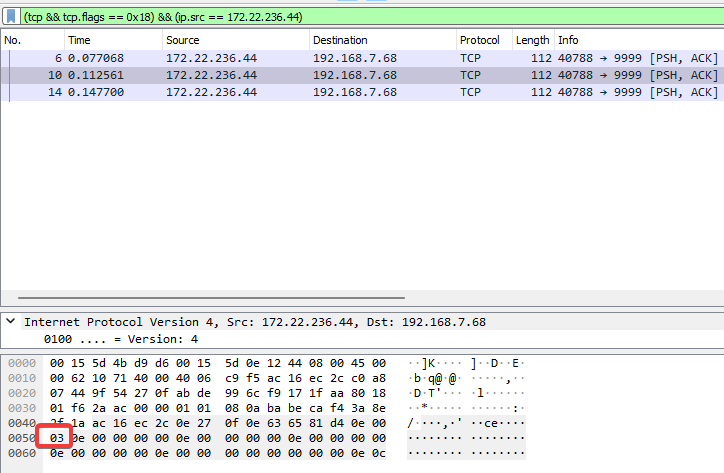 (tcp && tcp.flags == 0x18) && (ip.src == 172.22.236.44)
No. Time Source Destination Protocol Length Info
6 0.077068 172.22.236.44 192.168.7.68 TCP 112 40788 → 9999 [PSH, ACK]
10 0.112561 172.22.236.44 192.168.7.68 TCP 112 40788 → 9999 [PSH, ACK]
14 0.147700 172.22.236.44 192.168.7.68 TCP 112 40788 → 9999 [PSH, ACK]
Internet Protocol Version 4, Src: 172.22.236.44, Dst: 192.168.7.68
0100 .... = Version: 4
0000 00 15 5d 4b d9 d6 00 15 5d 0e 12 44 08 00 45 00 ··]K···· ]··D··E·
0010 00 62 10 71 40 00 40 06 c9 f5 ac 16 ec 2c c0 a8 ·b·q@·@· ·····,··
0020 07 44 9f 54 27 0f ab de 99 6c f9 17 1f aa 80 18 ·D·T'··· ·l······
0030 01 f6 2a ac 00 00 01 01 08 0a ba be ca f4 3a 8e ··*····· ······:·
0040 2f 1a ac 16 ec 2c 0e 27 0f 0e 63 65 81 d4 0e 00 /····,·' ··ce····
0050 03 0e 00 00 00 00 0e 00 00 00 00 0e 00 00 00 00 ········ ········
0060 0e 00 00 00 00 0e 00 00 00 00 0e 00 00 00 0e 0c ········ ········